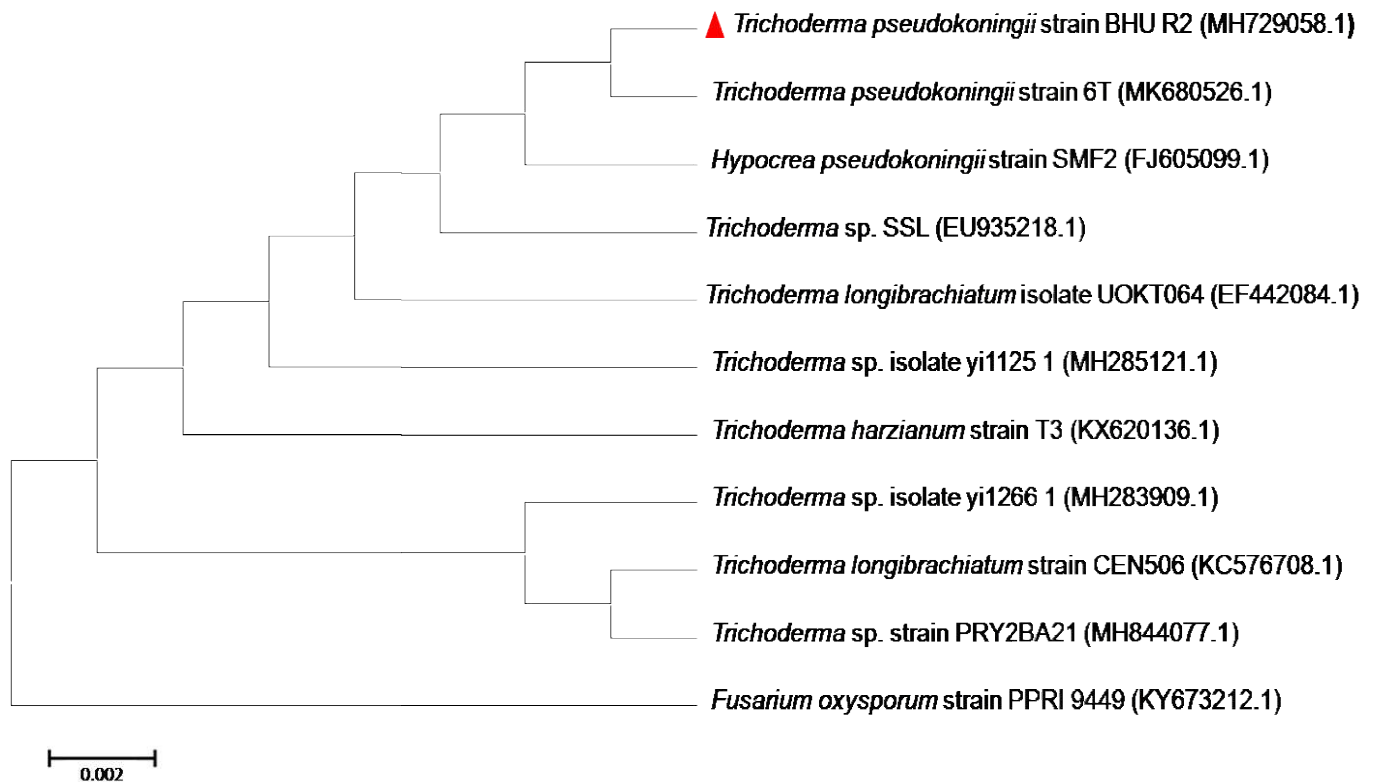 Trichoderma pseudokoningii strain BHU R2 (MH729058.1)
Trichoderma pseudokoningii strain 6T (MK680526.1)
Hypocrea pseudokoningii strain SMF2 (FJ605099.1)
Trichoderma sp. SSL (EU935218.1)
Trichoderma longibrachiatum isolate UOKT064 (EF442084.1)
Trichoderma sp. isolate yi1125 1 (MH285121.1)
Trichoderma harzianum strain T3 (KX620136.1)
Trichoderma sp. isolate yi1266 1 (MH283909.1)
Trichoderma longibrachiatum strain CEN506 (KC576708.1)
Trichoderma sp. strain PRY2BA21 (MH844077.1)
Fusarium oxysporum strain PPRI 9449 (KY673212.1)
0.002